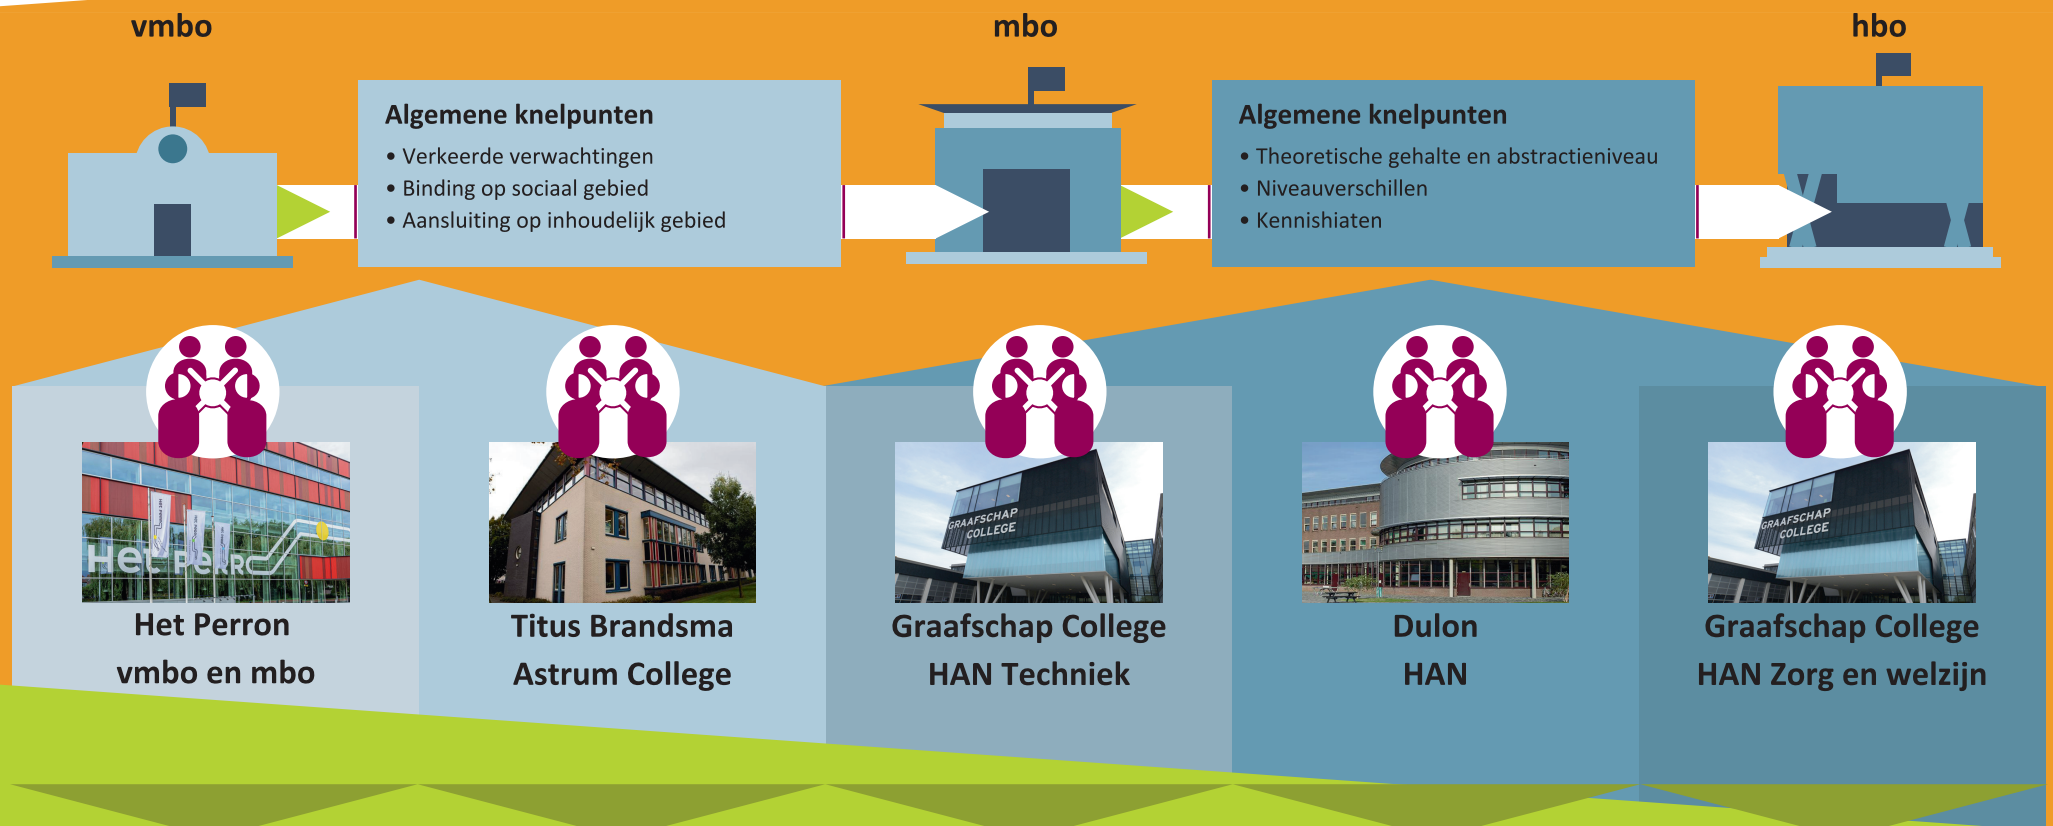 vmbo
mbo
hbo
Algemene knelpunten
• Verkeerde verwachtingen
• Binding op sociaal gebied
• Aansluiting op inhoudelijk gebied
Algemene knelpunten
• Theoretische gehalte en abstractieniveau
• Niveauverschillen
• Kennishiaten
Het Perro
GRAAFSCHAP
COLLEGE
GRAAFSCHAP
COLLEGE
Het Perron
vmbo en mbo
Titus Brandsma
Astrum College
Graafschap College
HAN Techniek
Dulon
HAN
Graafschap College
HAN Zorg en welzijn